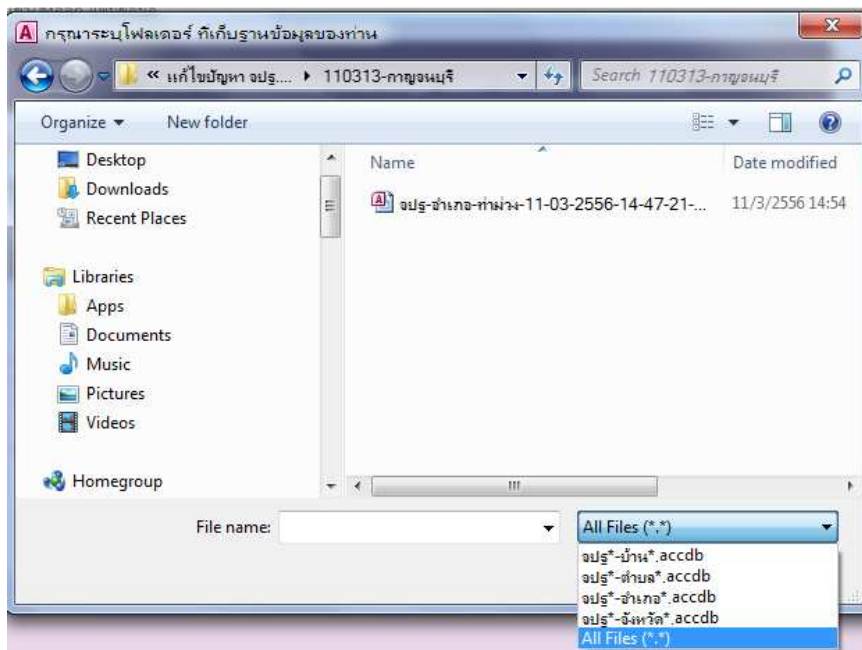 กรุณาระบุโฟลเดอร์ ที่เก็บฐานข้อมูลของท่าน
« แก้ไขปัญหา จปฐ.... 110313-กาญจนบุรี Search 110313-กาญจนบุรี
Organize New folder
Desktop
Downloads
Recent Places
Libraries
Apps
Documents
Music
Pictures
Videos
Homegroup
Name Date modified
จปฐ-อำเภอ-ท่าม่วง-11-03-2556-14-47-21-... 11/3/2556 14:54
File name: All Files (*.*)
จปฐ*-บ้าน*.accdb
จปฐ*-ตำบล*.accdb
จปฐ*-อำเภอ*.accdb
จปฐ*-จังหวัด*.accdb
All Files (*.*)